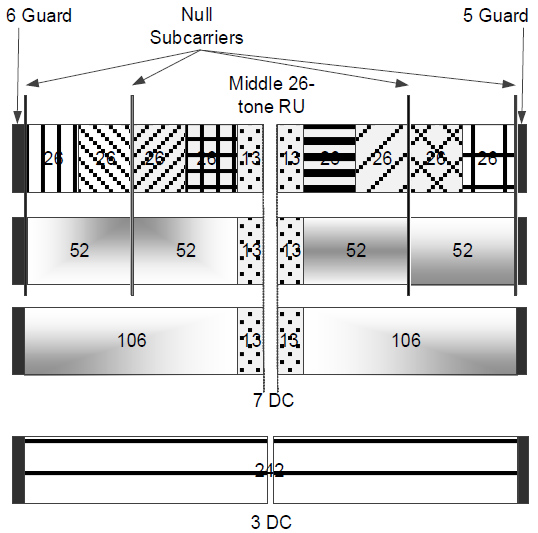 6 Guard
Null
Subcarriers
5 Guard
Middle 26-
tone RU
26 26 26 26 13 13 26 26 26 26
52 52 13 13 52 52
106 13 13 106
7 DC
242
3 DC